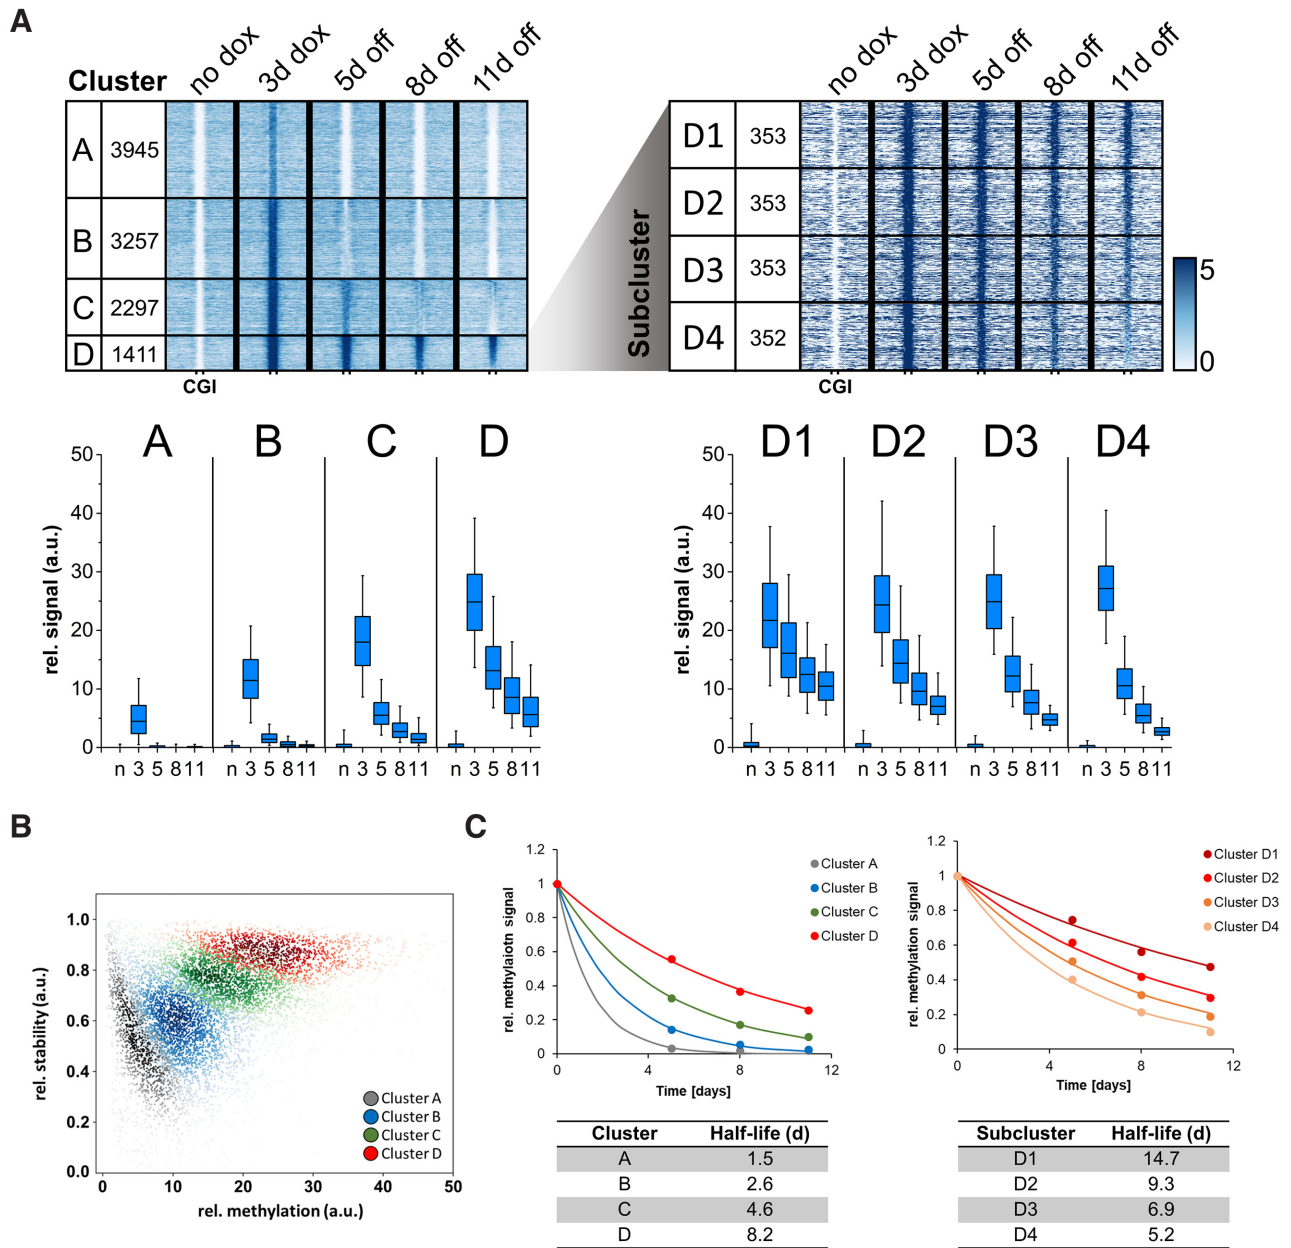 A
Cluster
no dox
3d dox
5d off
8d off
11d off
A 3945
B 3257
C 2297
D 1411
CGI
Subcluster
no dox
3d dox
5d off
8d off
11d off
D1 353
D2 353
D3 353
D4 352
CGI
5
0
A B C D
rel. signal (a.u.)
50
40
30
20
10
0
n 3 5 8 11 n 3 5 8 11 n 3 5 8 11 n 3 5 8 11
D1 D2 D3 D4
rel. signal (a.u.)
50
40
30
20
10
0
n 3 5 8 11 n 3 5 8 11 n 3 5 8 11 n 3 5 8 11
B
rel. stability (a.u.)
1.0
0.8
0.6
0.4
0.2
0.0
0 10 20 30 40 50
rel. methylation (a.u.)
Cluster A
Cluster B
Cluster C
Cluster D
C
rel. methylaiotn signal
1.2
1
0.8
0.6
0.4
0.2
0
0 4 8 12
Time [days]
Cluster A
Cluster B
Cluster C
Cluster D
rel. methylation signal
1.2
1
0.8
0.6
0.4
0.2
0
0 4 8 12
Time [days]
Cluster D1
Cluster D2
Cluster D3
Cluster D4
Cluster Half-life (d)
A 1.5
B 2.6
C 4.6
D 8.2
Subcluster Half-life (d)
D1 14.7
D2 9.3
D3 6.9
D4 5.2